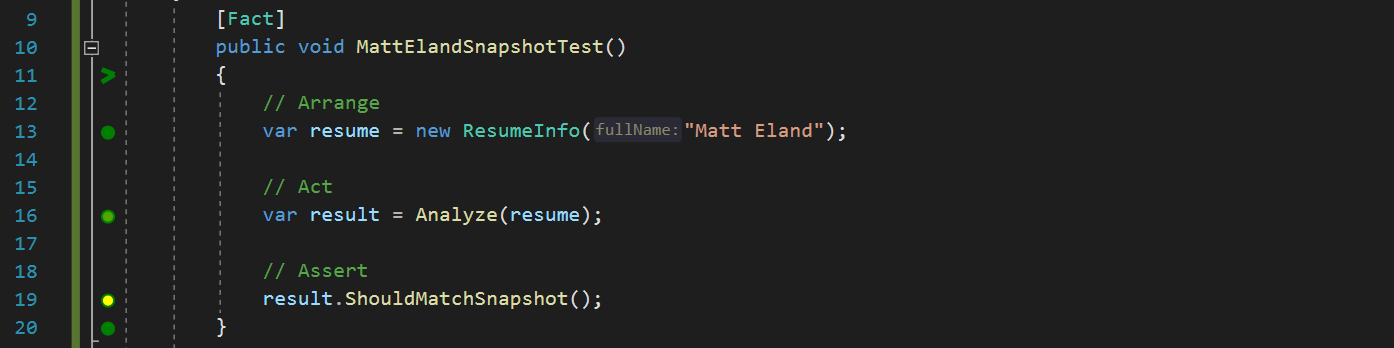 9 [Fact]
10 public void MattElandSnapshotTest()
11 {
12 // Arrange
13 var resume = new ResumeInfo(fullName:"Matt Eland");
14
15 // Act
16 var result = Analyze(resume);
17
18 // Assert
19 result.ShouldMatchSnapshot();
20 }